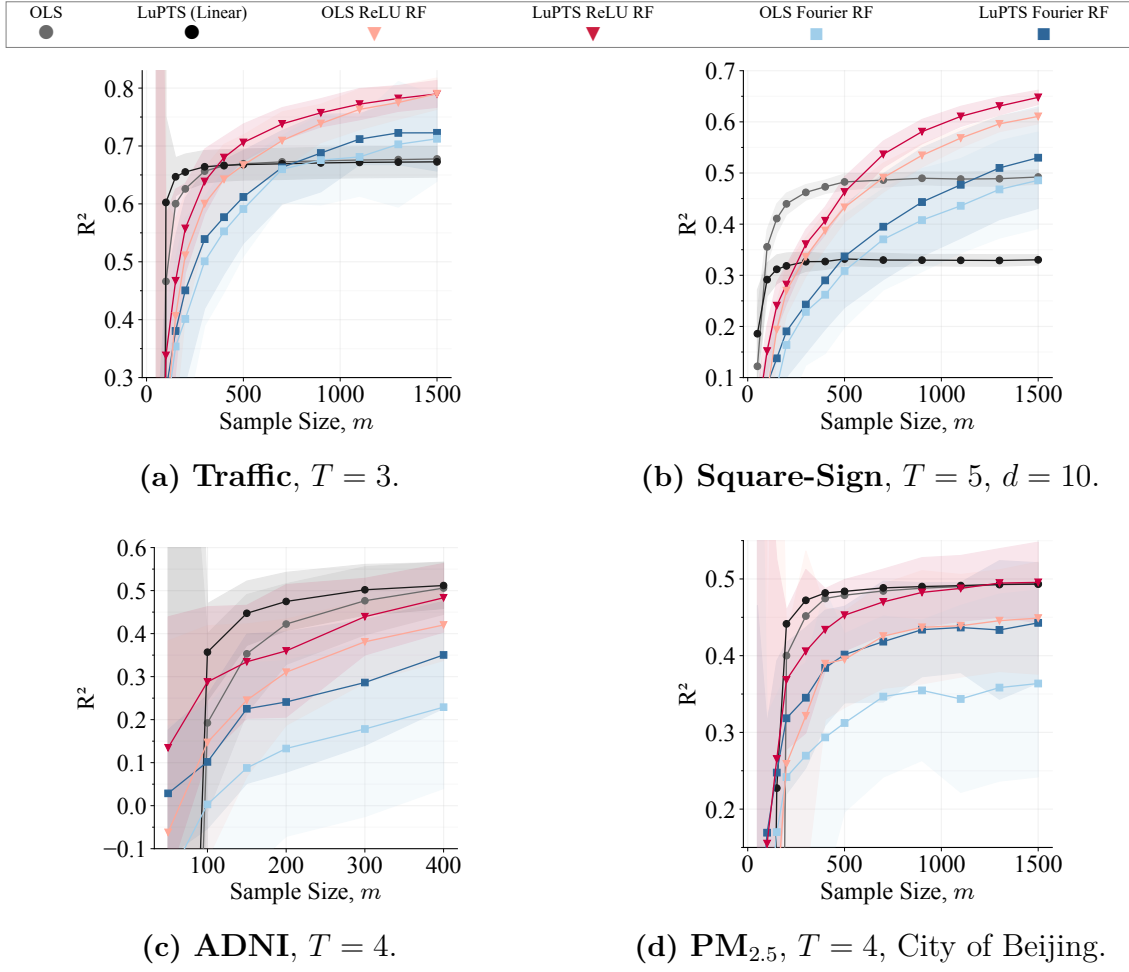 OLS LuPTS (Linear) OLS ReLU RF LuPTS ReLU RF OLS Fourier RF LuPTS Fourier RF
R²
0.8
0.7
0.6
0.5
0.4
0.3
0 500 1000 1500
Sample Size, m
(a) Traffic, T = 3.
R²
0.7
0.6
0.5
0.4
0.3
0.2
0.1
0 500 1000 1500
Sample Size, m
(b) Square-Sign, T = 5, d = 10.
R²
0.6
0.5
0.4
0.3
0.2
0.1
0.0
−0.1
100 200 300 400
Sample Size, m
(c) ADNI, T = 4.
R²
0.5
0.4
0.3
0.2
0 500 1000 1500
Sample Size, m
(d) PM₂.₅, T = 4, City of Beijing.